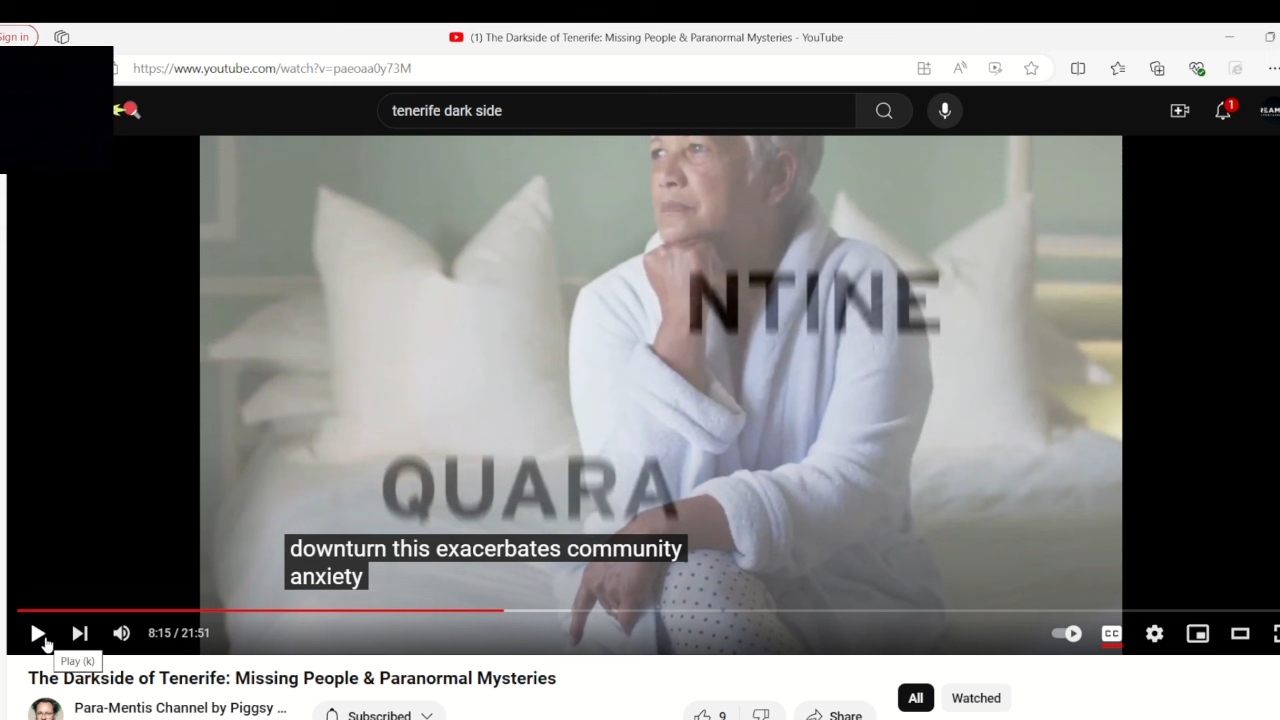 Sign in
(1) The Darkside of Tenerife: Missing People & Paranormal Mysteries - YouTube
https://www.youtube.com/watch?v=paeoaa0y73M
tenerife dark side
1
NTINE
QUARA
downturn this exacerbates community
anxiety
8:15 / 21:51
CC
Play (k)
The Darkside of Tenerife: Missing People & Paranormal Mysteries
Para-Mentis Channel by Piggsy ...
Subscribed
9
Share
All
Watched